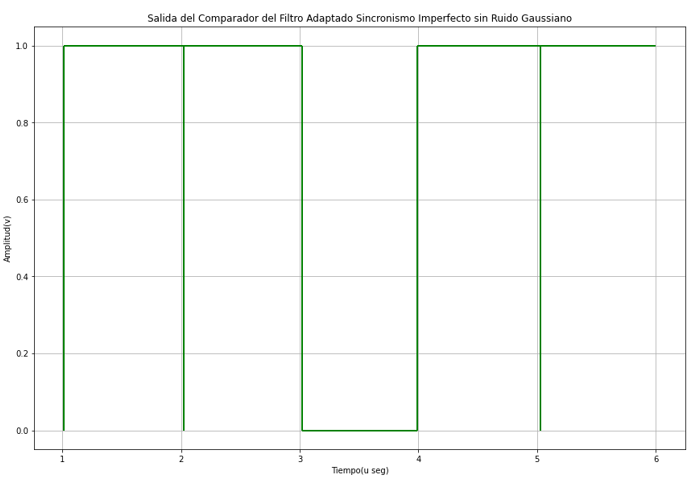 Salida del Comparador del Filtro Adaptado Sincronismo Imperfecto sin Ruido Gaussiano
Amplitud(v)
1.0
0.8
0.6
0.4
0.2
0.0
1 2 3 4 5 6
Tiempo(u seg)